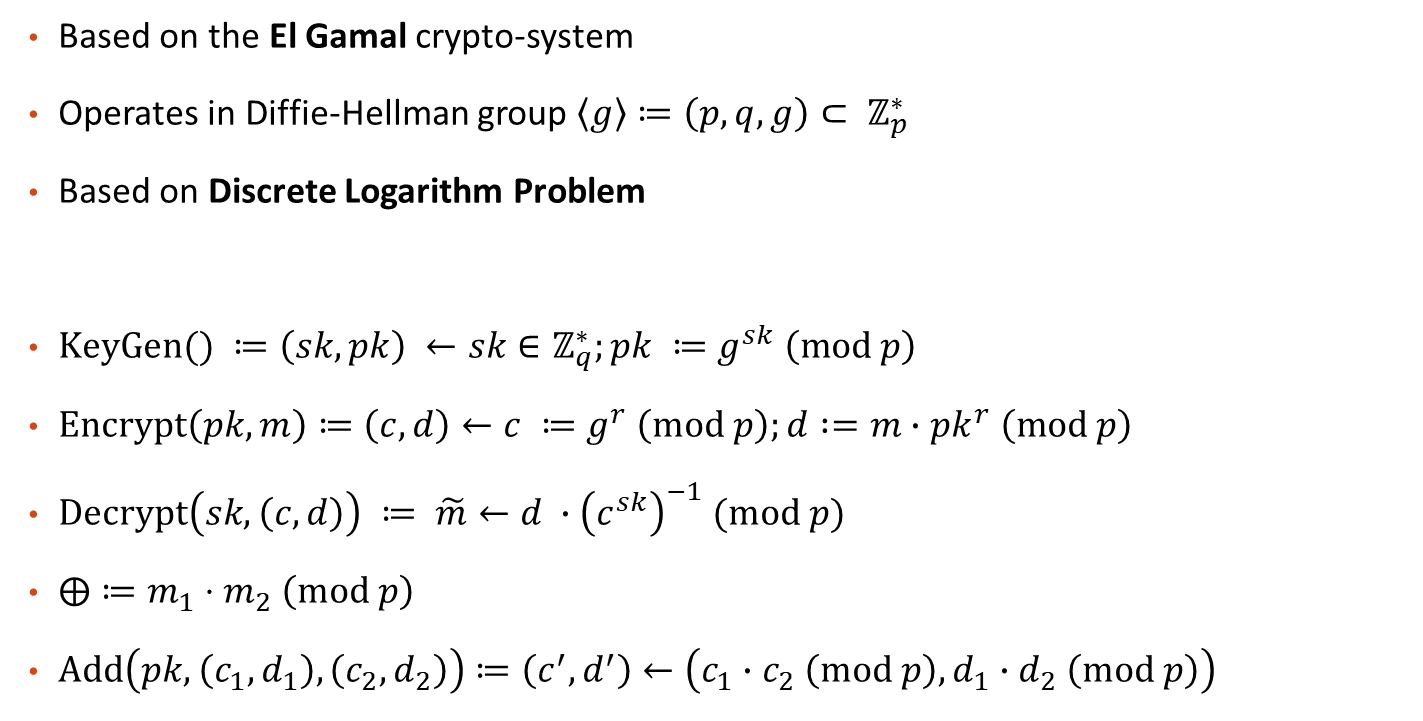 • Based on the El Gamal crypto-system
• Operates in Diffie-Hellman group ⟨g⟩ ≔ (p, q, g) ⊂ ℤ_p^*
• Based on Discrete Logarithm Problem
• KeyGen() ≔ (sk, pk) ← sk ∈ ℤ_q^*; pk ≔ g^{sk} (mod p)
• Encrypt(pk, m) ≔ (c, d) ← c ≔ g^r (mod p); d ≔ m · pk^r (mod p)
• Decrypt(sk, (c, d)) ≔ m̃ ← d · (c^{sk})^{−1} (mod p)
• ⊕ ≔ m_1 · m_2 (mod p)
• Add(pk, (c_1, d_1), (c_2, d_2)) ≔ (c′, d′) ← (c_1 · c_2 (mod p), d_1 · d_2 (mod p))